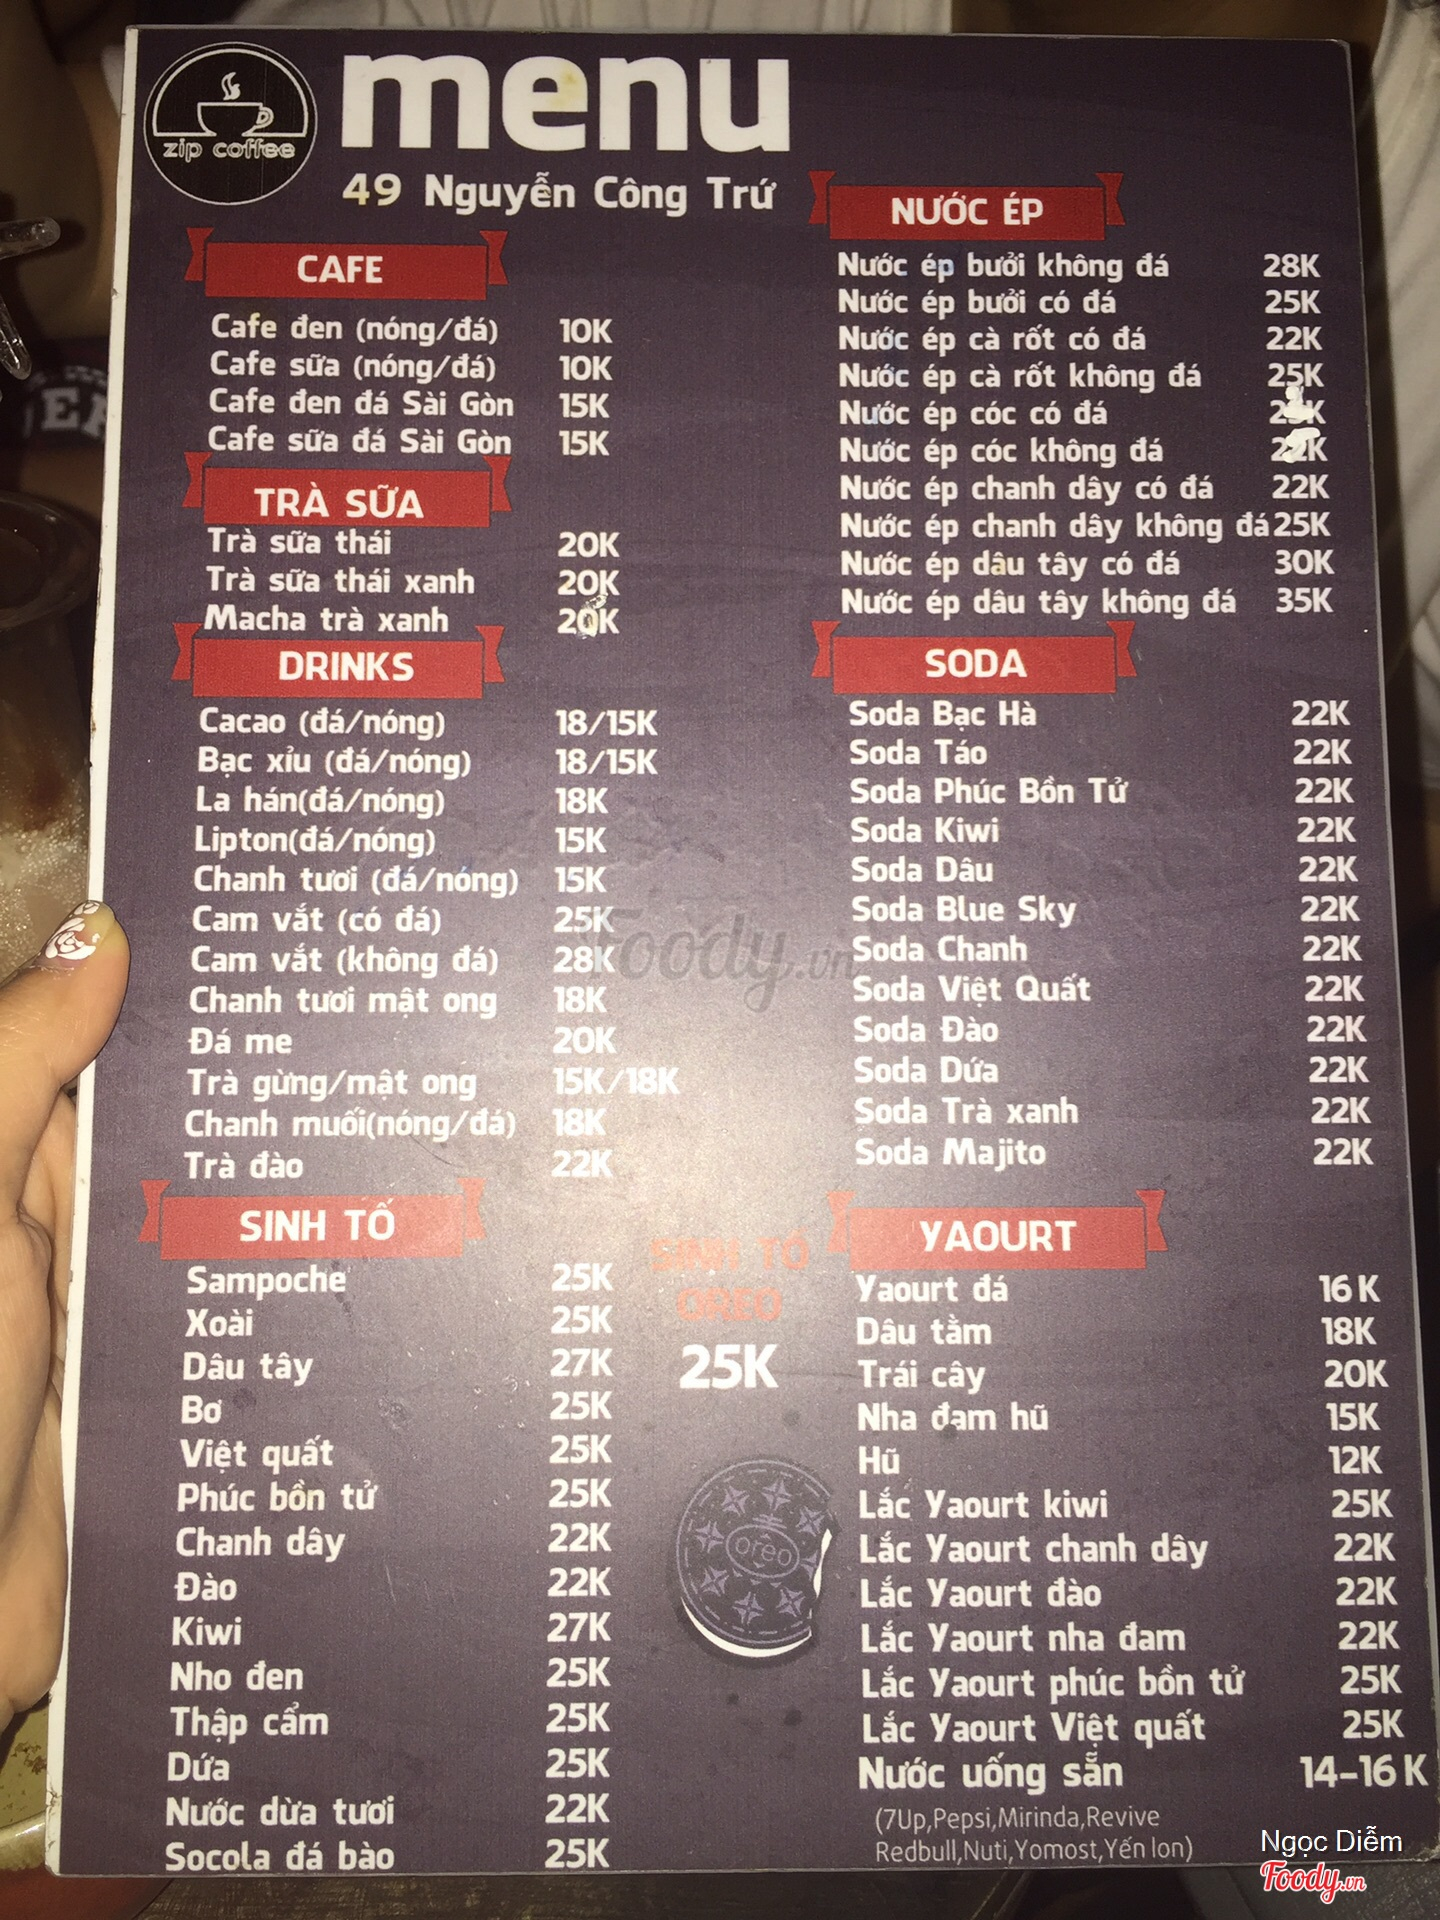 zip coffee
menu
49 Nguyễn Công Trứ
CAFE
Cafe đen (nóng/đá) 10K
Cafe sữa (nóng/đá) 10K
Cafe đen đá Sài Gòn 15K
Cafe sữa đá Sài Gòn 15K
TRÀ SỮA
Trà sữa thái 20K
Trà sữa thái xanh 20K
Macha trà xanh 20K
DRINKS
Cacao (đá/nóng) 18/15K
Bạc xỉu (đá/nóng) 18/15K
La hán(đá/nóng) 18K
Lipton(đá/nóng) 15K
Chanh tươi (đá/nóng) 15K
Cam vắt (có đá) 25K
Cam vắt (không đá) 28K
Chanh tươi mật ong 18K
Đá me 20K
Trà gừng/mật ong 15K/18K
Chanh muối(nóng/đá) 18K
Trà đào 22K
SINH TỐ
Sampoche 25K
Xoài 25K
Dâu tây 27K
Bơ 25K
Việt quất 25K
Phúc bồn tử 25K
Chanh dây 22K
Đào 22K
Kiwi 27K
Nho đen 25K
Thập cẩm 25K
Dứa 25K
Nước dừa tươi 22K
Socola đá bào 25K
SINH TỐ
OREO
25K
oreo
NƯỚC ÉP
Nước ép bưởi không đá 28K
Nước ép bưởi có đá 25K
Nước ép cà rốt có đá 22K
Nước ép cà rốt không đá 25K
Nước ép cóc có đá
Nước ép cóc không đá
Nước ép chanh dây có đá 22K
Nước ép chanh dây không đá 25K
Nước ép dâu tây có đá 30K
Nước ép dâu tây không đá 35K
SODA
Soda Bạc Hà 22K
Soda Táo 22K
Soda Phúc Bồn Tử 22K
Soda Kiwi 22K
Soda Dâu 22K
Soda Blue Sky 22K
Soda Chanh 22K
Soda Việt Quất 22K
Soda Đào 22K
Soda Dứa 22K
Soda Trà xanh 22K
Soda Majito 22K
YAOURT
Yaourt đá 16 K
Dâu tằm 18K
Trái cây 20K
Nha đam hũ 15K
Hũ 12K
Lắc Yaourt kiwi 25K
Lắc Yaourt chanh dây 22K
Lắc Yaourt đào 22K
Lắc Yaourt nha đam 22K
Lắc Yaourt phúc bồn tử 25K
Lắc Yaourt Việt quất 25K
Nước uống sẵn 14-16 K
(7Up,Pepsi,Mirinda,Revive
Redbull,Nuti,Yomost,Yến lon)
Foody.vn
Ngọc Diễm
Foody.vn